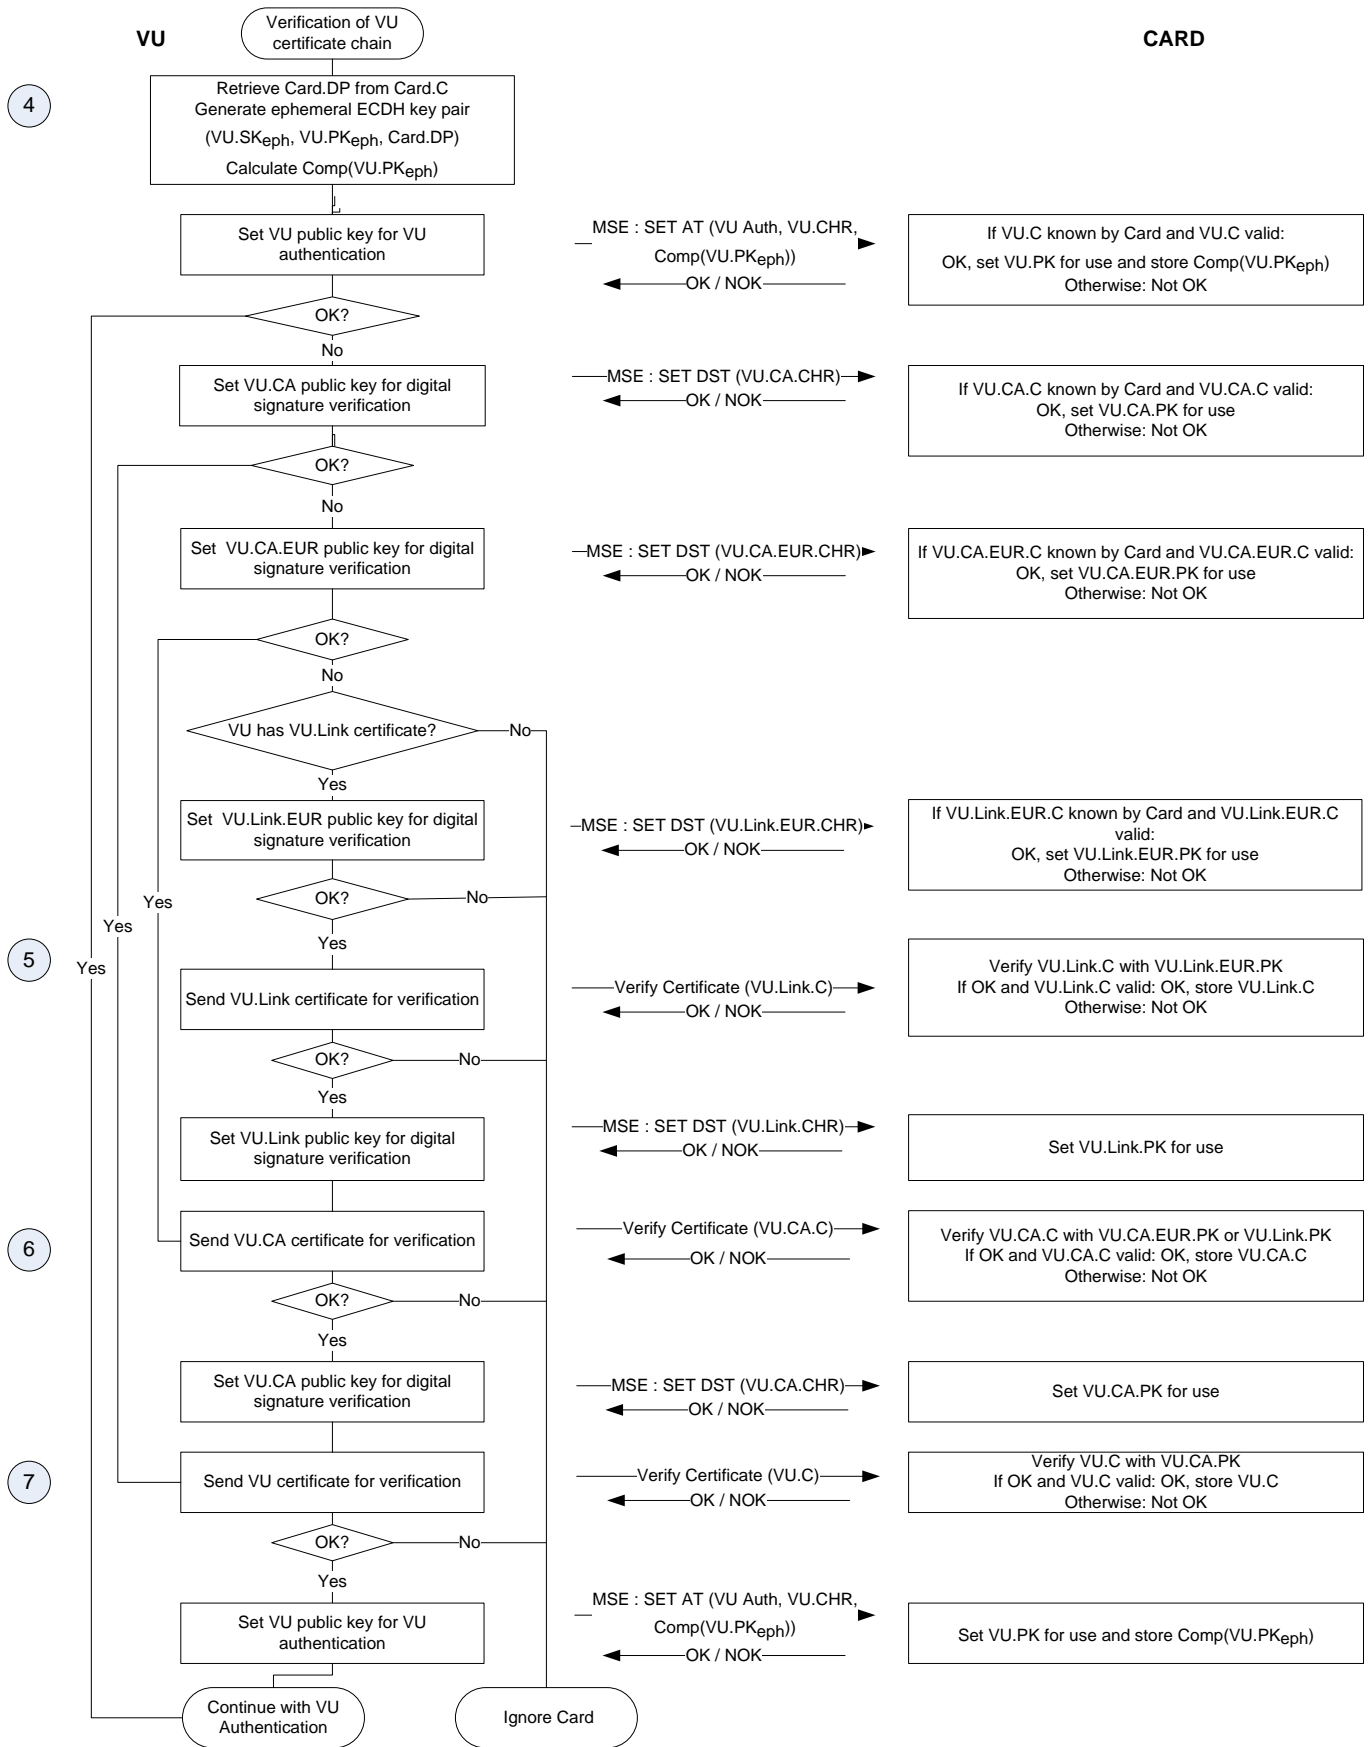 VU
Verification of VU
certificate chain
CARD
4
Retrieve Card.DP from Card.C
Generate ephemeral ECDH key pair
(VU.SKeph, VU.PKeph, Card.DP)
Calculate Comp(VU.PKeph)
Set VU public key for VU
authentication
MSE : SET AT (VU Auth, VU.CHR,
Comp(VU.PKeph))
OK / NOK
If VU.C known by Card and VU.C valid:
OK, set VU.PK for use and store Comp(VU.PKeph)
Otherwise: Not OK
OK?
No
Set VU.CA public key for digital
signature verification
MSE : SET DST (VU.CA.CHR)
OK / NOK
If VU.CA.C known by Card and VU.CA.C valid:
OK, set VU.CA.PK for use
Otherwise: Not OK
OK?
No
Set VU.CA.EUR public key for digital
signature verification
MSE : SET DST (VU.CA.EUR.CHR)
OK / NOK
If VU.CA.EUR.C known by Card and VU.CA.EUR.C valid:
OK, set VU.CA.EUR.PK for use
Otherwise: Not OK
OK?
No
VU has VU.Link certificate?
No
Yes
Set VU.Link.EUR public key for digital
signature verification
MSE : SET DST (VU.Link.EUR.CHR)
OK / NOK
If VU.Link.EUR.C known by Card and VU.Link.EUR.C
valid:
OK, set VU.Link.EUR.PK for use
Otherwise: Not OK
OK?
No
Yes
Yes
Yes
Yes
5
Send VU.Link certificate for verification
Verify Certificate (VU.Link.C)
OK / NOK
Verify VU.Link.C with VU.Link.EUR.PK
If OK and VU.Link.C valid: OK, store VU.Link.C
Otherwise: Not OK
OK?
No
Yes
Set VU.Link public key for digital
signature verification
MSE : SET DST (VU.Link.CHR)
OK / NOK
Set VU.Link.PK for use
6
Send VU.CA certificate for verification
Verify Certificate (VU.CA.C)
OK / NOK
Verify VU.CA.C with VU.CA.EUR.PK or VU.Link.PK
If OK and VU.CA.C valid: OK, store VU.CA.C
Otherwise: Not OK
OK?
No
Yes
Set VU.CA public key for digital
signature verification
MSE : SET DST (VU.CA.CHR)
OK / NOK
Set VU.CA.PK for use
7
Send VU certificate for verification
Verify Certificate (VU.C)
OK / NOK
Verify VU.C with VU.CA.PK
If OK and VU.C valid: OK, store VU.C
Otherwise: Not OK
OK?
No
Yes
Set VU public key for VU
authentication
MSE : SET AT (VU Auth, VU.CHR,
Comp(VU.PKeph))
OK / NOK
Set VU.PK for use and store Comp(VU.PKeph)
Continue with VU
Authentication
Ignore Card